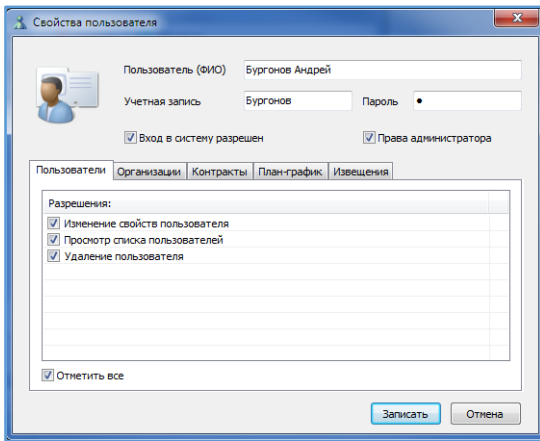 Свойства пользователя
Пользователь (ФИО) Бургонов Андрей
Учетная запись Бургонов Пароль ●
Вход в систему разрешен Права администратора
Пользователи Организации Контракты План-график Извещения
Разрешения:
Изменение свойств пользователя
Просмотр списка пользователей
Удаление пользователя
Отметить все
Записать Отмена